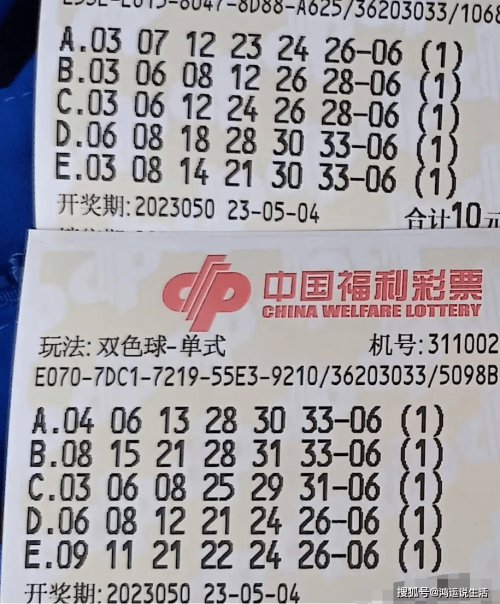 A.03 07 12 23 24 26-06 (1)
B.03 06 08 12 26 28-06 (1)
C.03 06 12 24 26 28-06 (1)
D.06 08 18 28 30 33-06 (1)
E.03 08 14 21 30 33-06 (1)
开奖期:2023050 23-05-04 合计10元
中国福利彩票
CHINA WELFARE LOTTERY
玩法:双色球-单式 机号:311002
E070-7DC1-7219-55E3-9210/36203033/5098B
A.04 06 13 28 30 33-06 (1)
B.08 15 21 28 31 33-06 (1)
C.03 06 08 25 29 31-06 (1)
D.06 08 12 21 24 26-06 (1)
E.09 11 21 22 24 26-06 (1)
开奖期:2023050 23-05-04
搜狐号@鸿运说生活